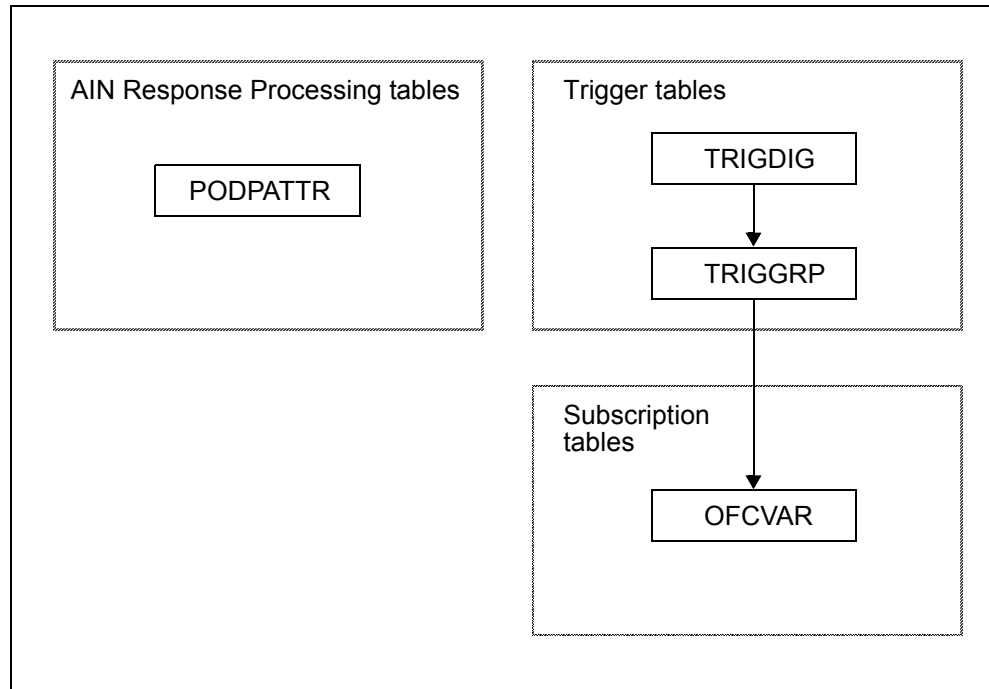 AIN Response Processing tables
PODPATTR
Trigger tables
TRIGDIG
TRIGGRP
Subscription
tables
OFCVAR